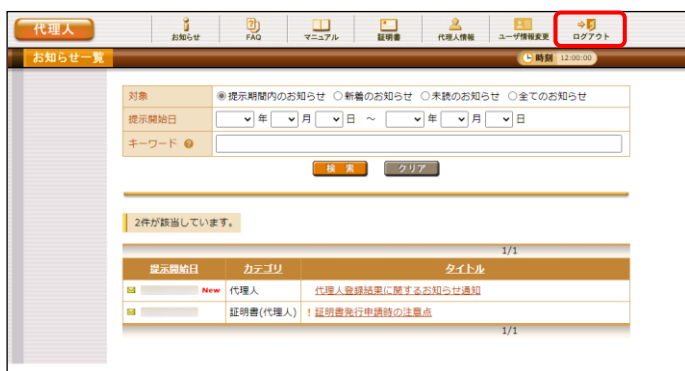 代理人
お知らせ
FAQ
マニュアル
証明書
代理人情報
ユーザ情報変更
ログアウト
お知らせ一覧
時刻 12:00:00
対象 提示期間内のお知らせ 新着のお知らせ 未読のお知らせ 全てのお知らせ
提示開始日 年 月 日 ～ 年 月 日
キーワード ?
検 索 クリア
2件が該当しています。
1/1
提示開始日 カテゴリ タイトル
New 代理人 代理人登録結果に関するお知らせ通知
証明書(代理人) ! 証明書発行申請時の注意点
1/1